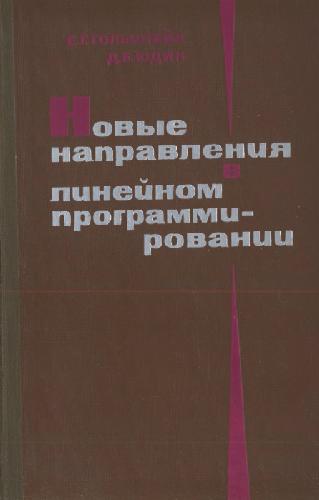 Е.Г.ГОЛЬШТЕЙН
Д.Б.ЮДИН
Новые
направления
в
линейном
программи-
ровании